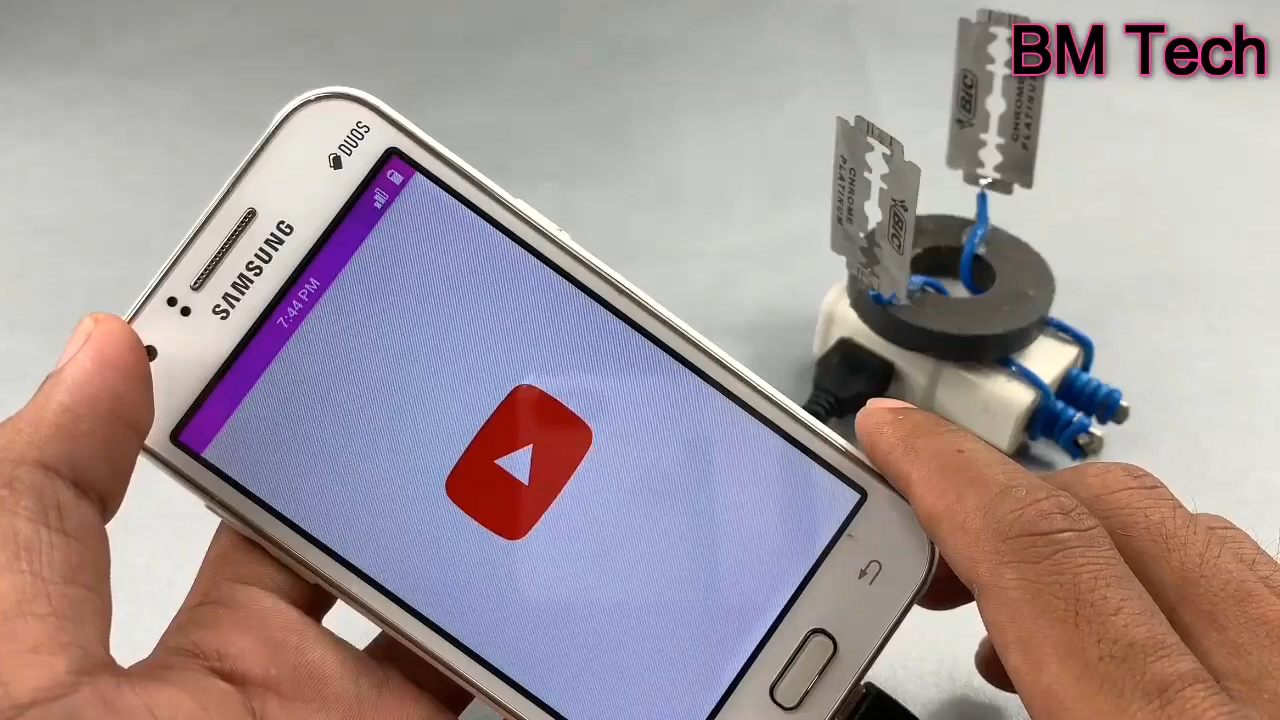 BM Tech
DUOS
SAMSUNG
7:44 PM
BIC
CHROME
PLATINUM
CHROME
PLATINUM
BIC